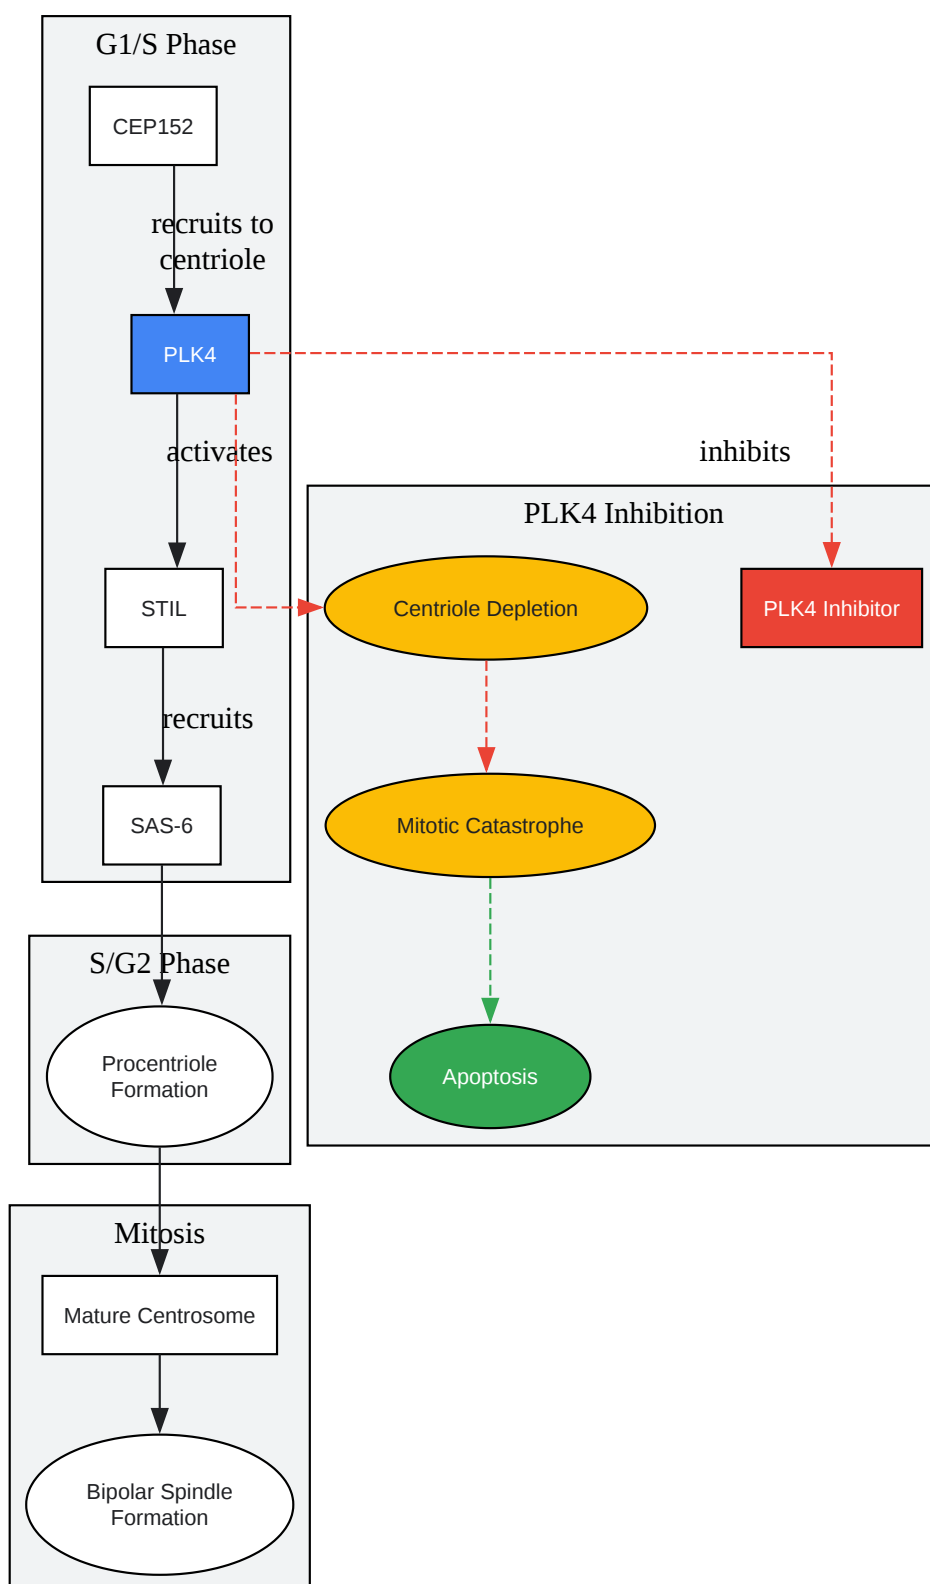 G1/S Phase
CEP152
recruits to
centriole
PLK4
activates
inhibits
PLK4 Inhibition
STIL
Centriole Depletion
PLK4 Inhibitor
recruits
SAS-6
Mitotic Catastrophe
S/G2 Phase
Procentriole
Formation
Apoptosis
Mitosis
Mature Centrosome
Bipolar Spindle
Formation